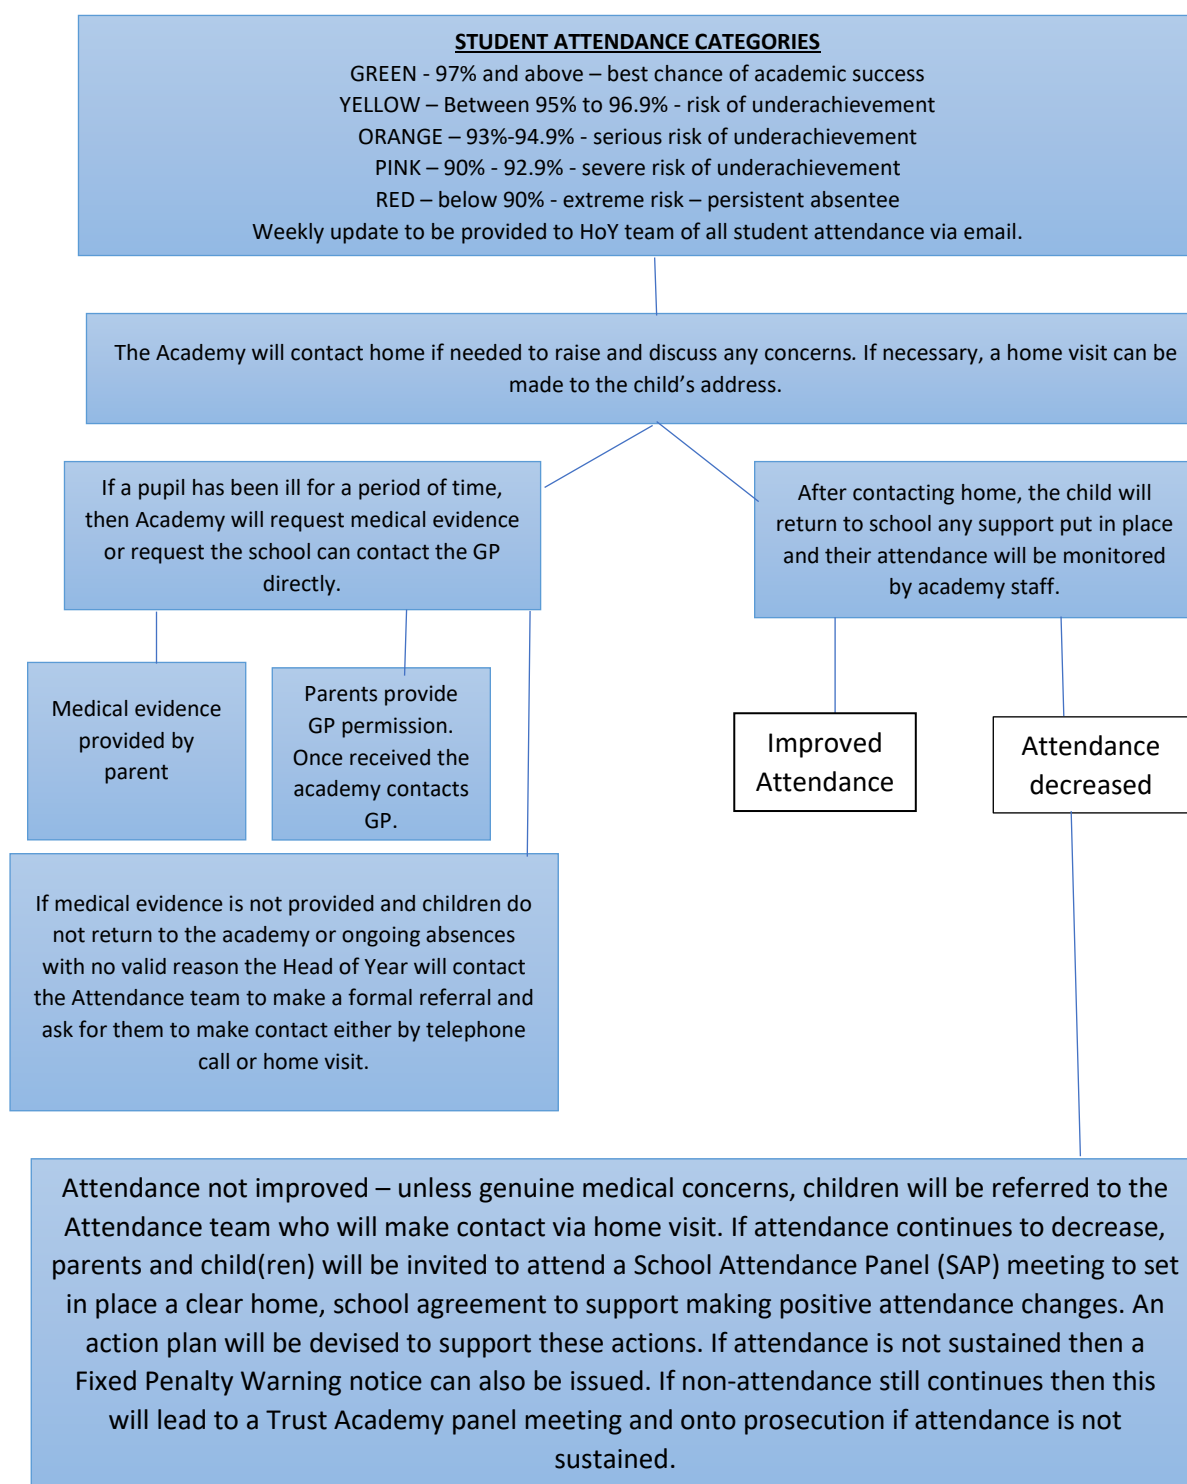 STUDENT ATTENDANCE CATEGORIES
GREEN - 97% and above – best chance of academic success
YELLOW – Between 95% to 96.9% - risk of underachievement
ORANGE – 93%-94.9% - serious risk of underachievement
PINK – 90% - 92.9% - severe risk of underachievement
RED – below 90% - extreme risk – persistent absentee
Weekly update to be provided to HoY team of all student attendance via email.
The Academy will contact home if needed to raise and discuss any concerns. If necessary, a home visit can be
made to the child’s address.
If a pupil has been ill for a period of time,
then Academy will request medical evidence
or request the school can contact the GP
directly.
After contacting home, the child will
return to school any support put in place
and their attendance will be monitored
by academy staff.
Medical evidence
provided by
parent
Parents provide
GP permission.
Once received the
academy contacts
GP.
Improved
Attendance
Attendance
decreased
If medical evidence is not provided and children do
not return to the academy or ongoing absences
with no valid reason the Head of Year will contact
the Attendance team to make a formal referral and
ask for them to make contact either by telephone
call or home visit.
Attendance not improved – unless genuine medical concerns, children will be referred to the
Attendance team who will make contact via home visit. If attendance continues to decrease,
parents and child(ren) will be invited to attend a School Attendance Panel (SAP) meeting to set
in place a clear home, school agreement to support making positive attendance changes. An
action plan will be devised to support these actions. If attendance is not sustained then a
Fixed Penalty Warning notice can also be issued. If non-attendance still continues then this
will lead to a Trust Academy panel meeting and onto prosecution if attendance is not
sustained.